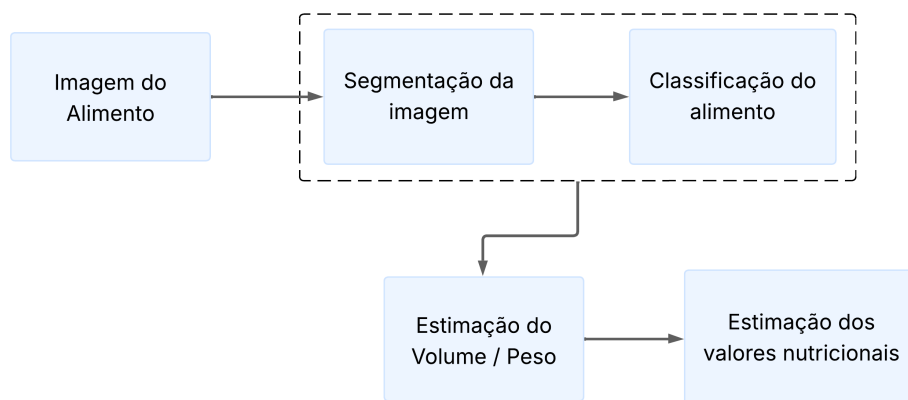 Imagem do
Alimento
Segmentação da
imagem
Classificação do
alimento
Estimação do
Volume / Peso
Estimação dos
valores nutricionais